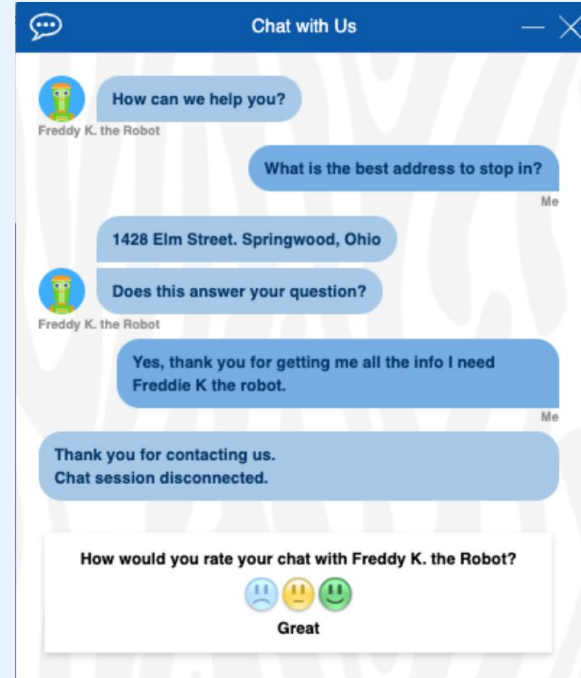 Chat with Us
How can we help you?
Freddy K. the Robot
What is the best address to stop in?
Me
1428 Elm Street. Springwood, Ohio
Does this answer your question?
Freddy K. the Robot
Yes, thank you for getting me all the info I need
Freddie K the robot.
Me
Thank you for contacting us.
Chat session disconnected.
How would you rate your chat with Freddy K. the Robot?
Great